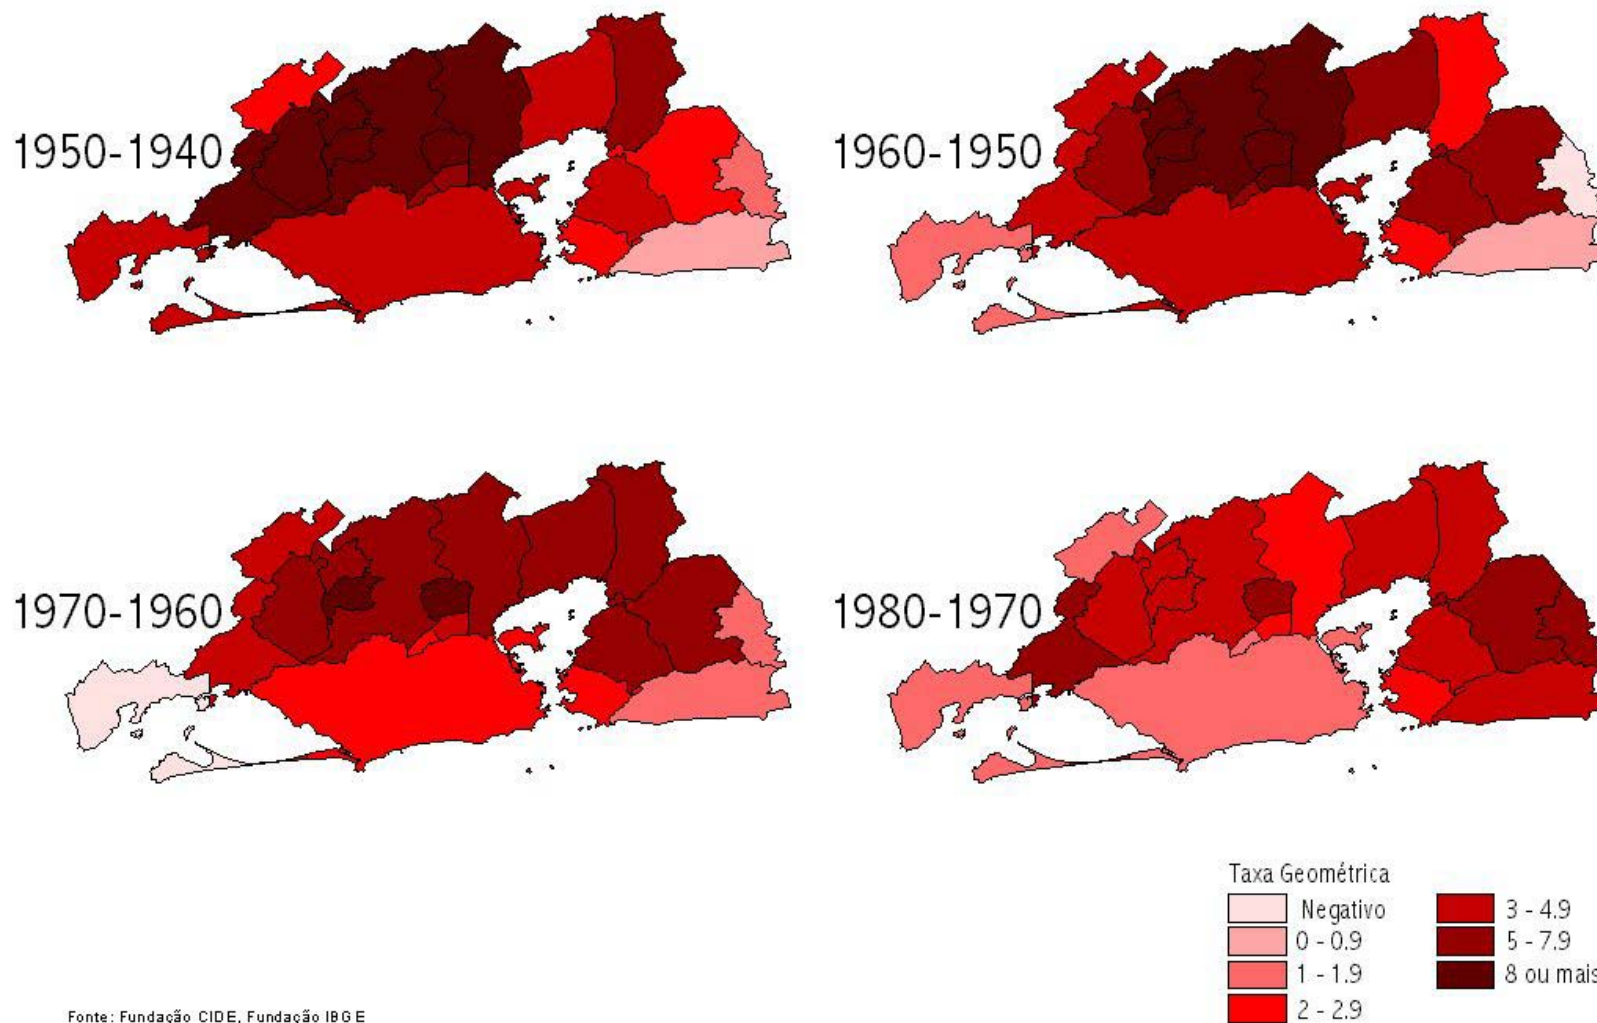 1950-1940
1960-1950
1970-1960
1980-1970
Taxa Geométrica
Negativo
0 - 0.9
1 - 1.9
2 - 2.9
3 - 4.9
5 - 7.9
8 ou mais
Fonte: Fundação CIDE, Fundação IBGE